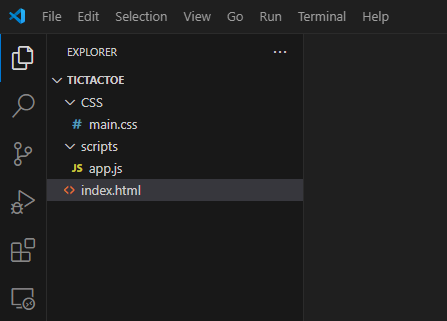 File Edit Selection View Go Run Terminal Help
EXPLORER ···
TICTACTOE
CSS
# main.css
scripts
JS app.js
<> index.html